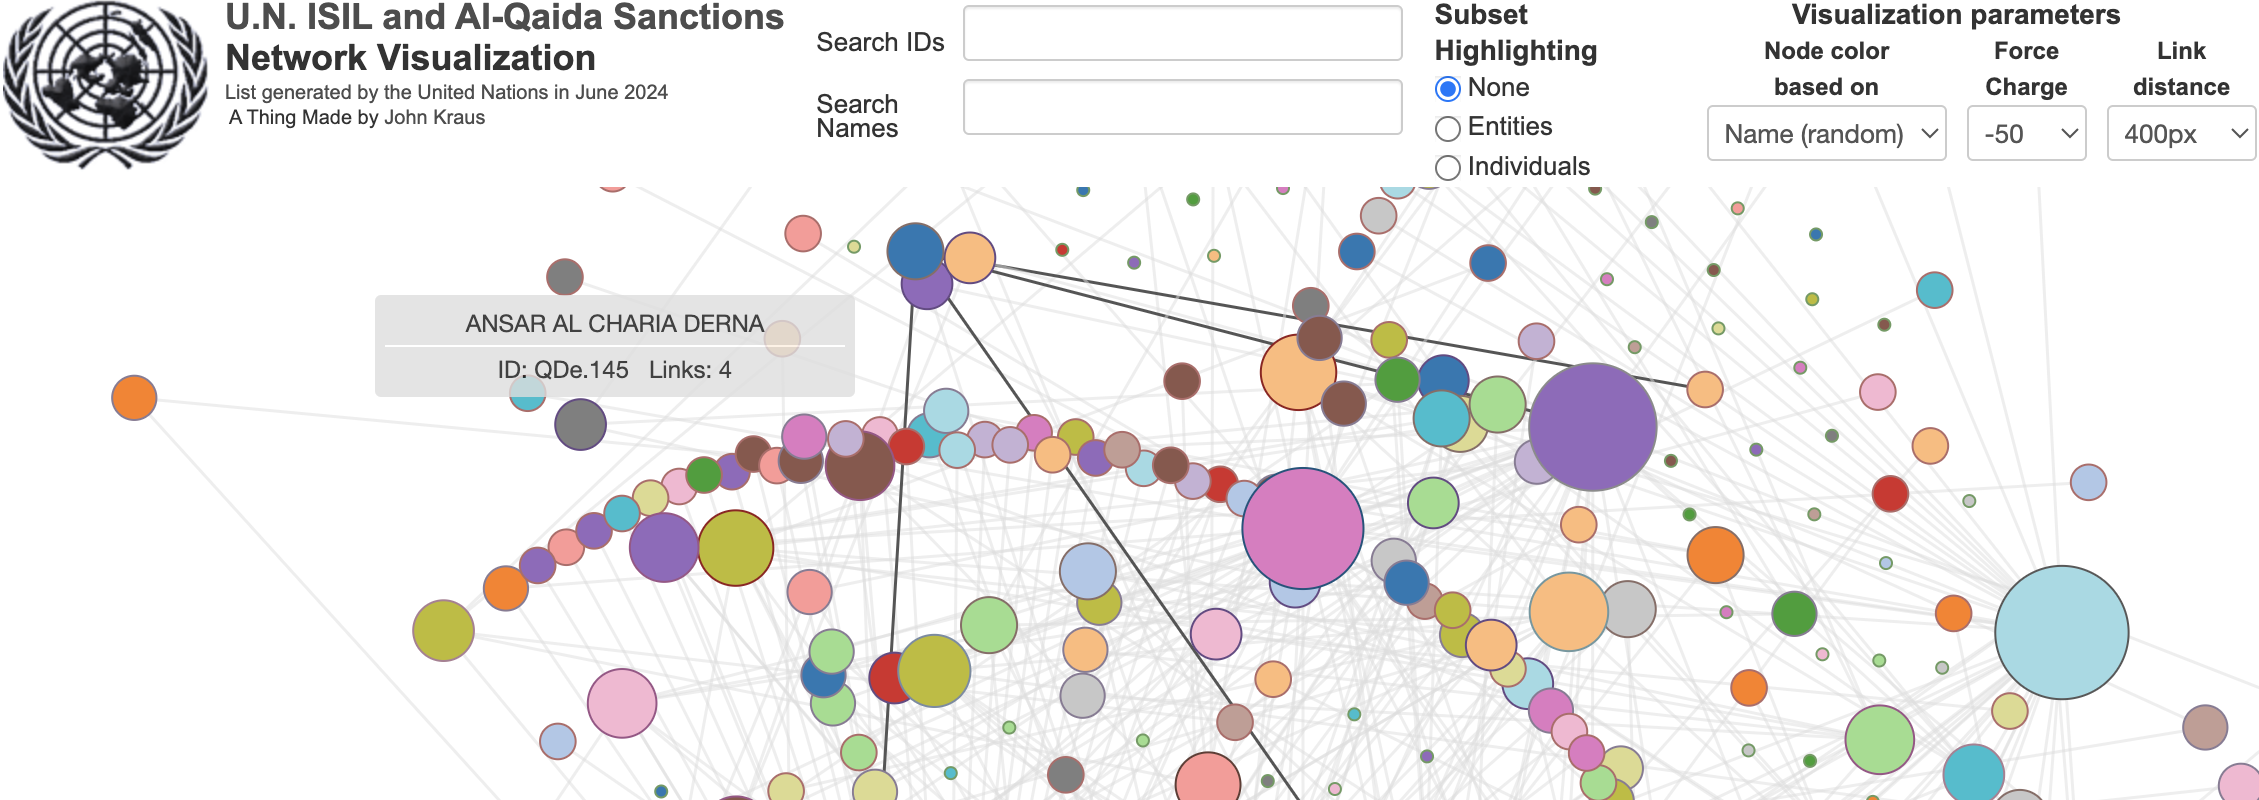 U.N. ISIL and Al-Qaida Sanctions
Network Visualization
List generated by the United Nations in June 2024
A Thing Made by John Kraus
Search IDs
Search
Names
Subset
Highlighting
None
Entities
Individuals
Visualization parameters
Node color
based on
Name (random)
Force
Charge
-50
Link
distance
400px
ANSAR AL CHARIA DERNA
ID: QDe.145 Links: 4